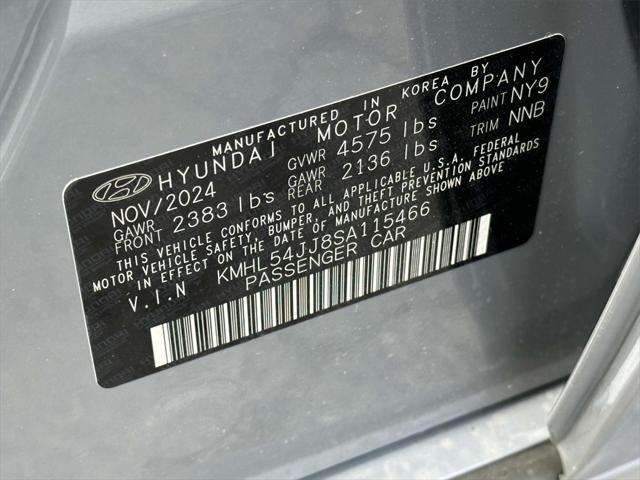 MANUFACTURED IN KOREA BY
HYUNDAI MOTOR COMPANY
NOV/2024 GVWR 4575 lbs PAINT NY9
GAWR FRONT 2383 lbs GAWR REAR 2136 lbs TRIM NNB
THIS VEHICLE CONFORMS TO ALL APPLICABLE U.S.A. FEDERAL
MOTOR VEHICLE SAFETY, BUMPER, AND THEFT PREVENTION STANDARDS
IN EFFECT ON THE DATE OF MANUFACTURE SHOWN ABOVE
V.I.N KMHL54JJ8SA115466
PASSENGER CAR